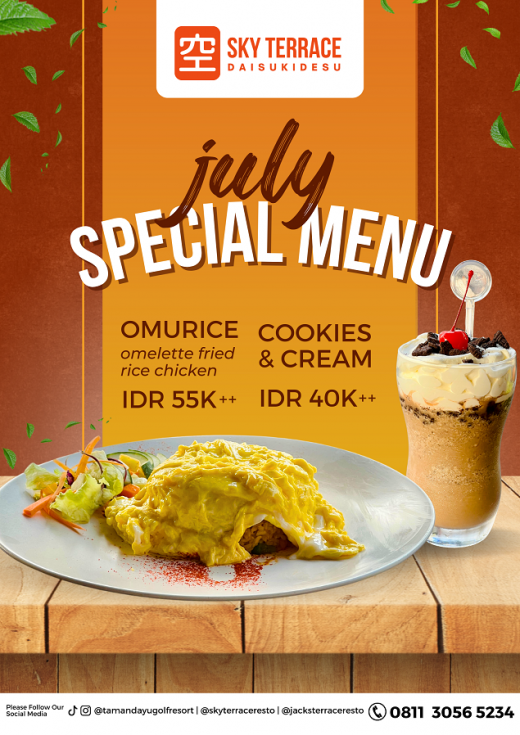 空 SKY TERRACE
DAISUKIDESU
july
SPECIAL MENU
OMURICE
omelette fried
rice chicken
IDR 55K++
COOKIES
& CREAM
IDR 40K++
Please Follow Our
Social Media
@tamandayugolfresort | @skyterraceresto | @jacksterraceresto
0811 3056 5234